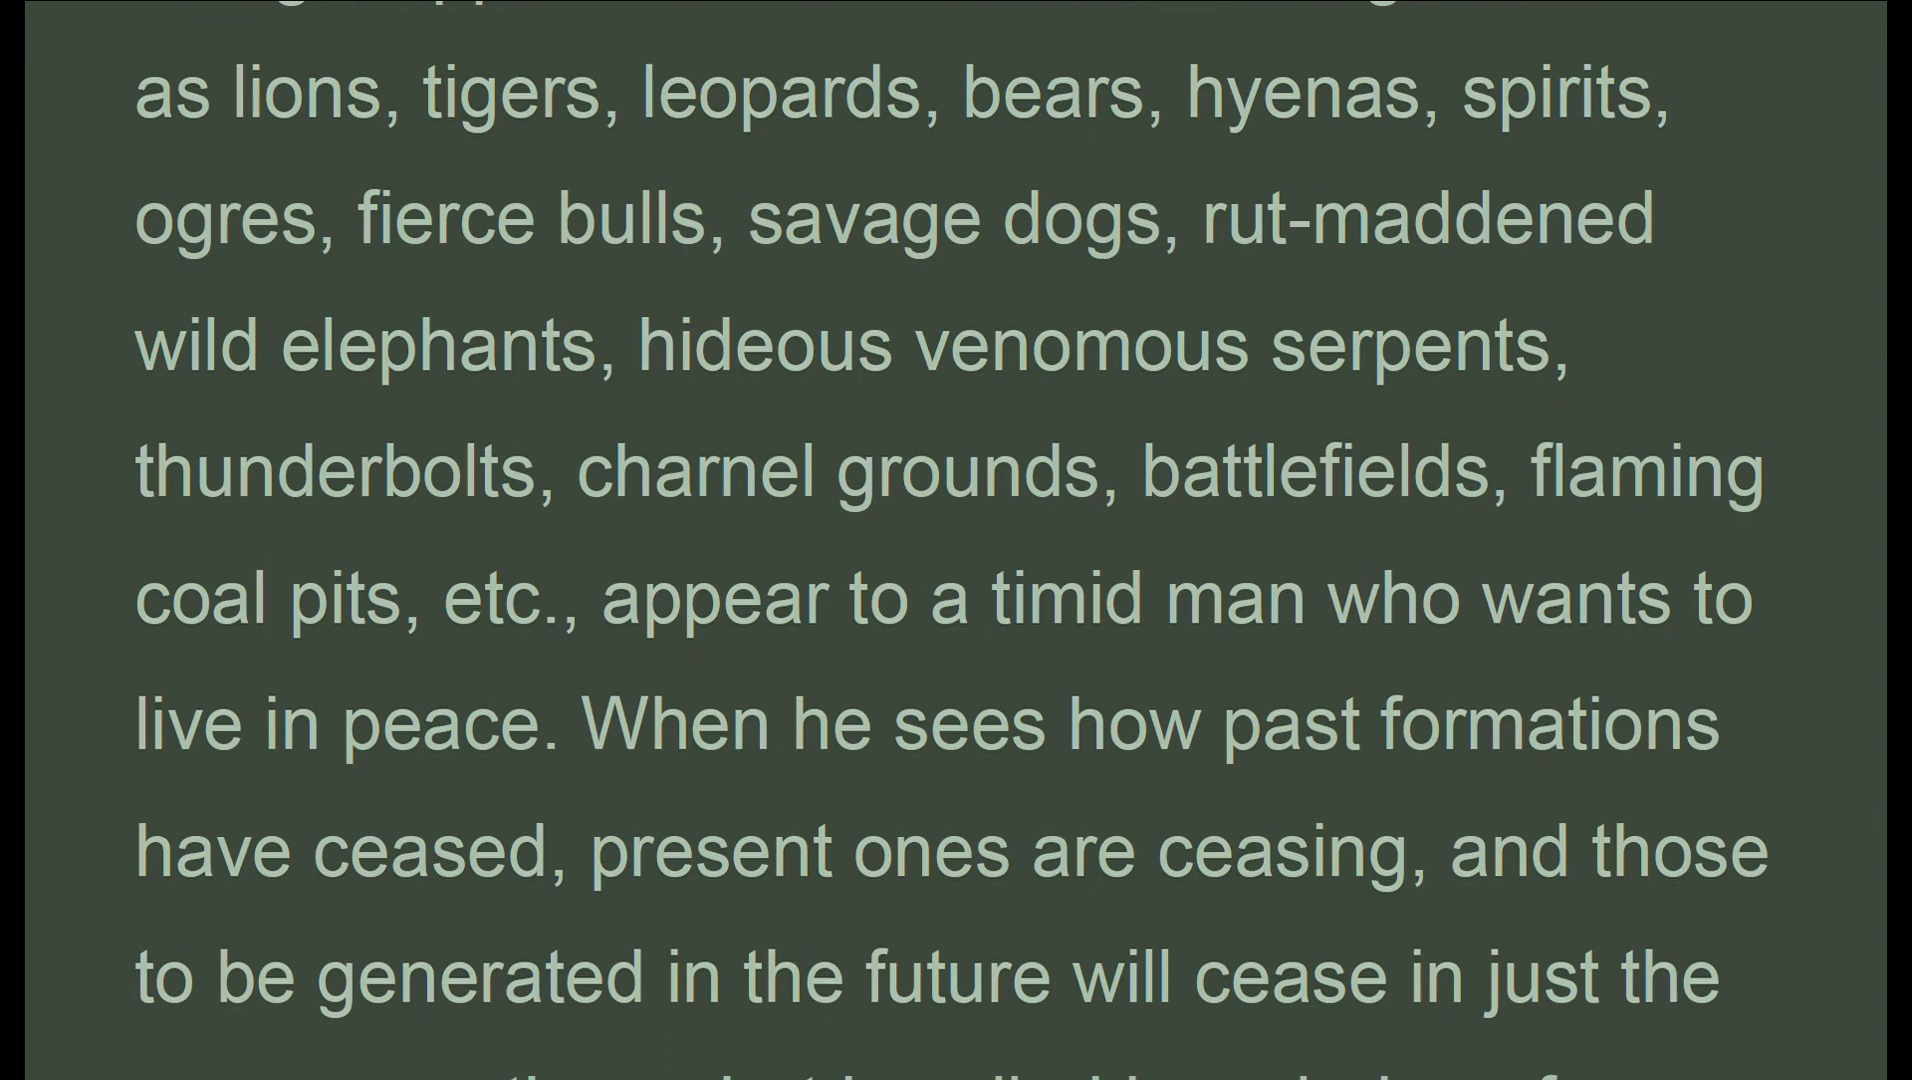 as lions, tigers, leopards, bears, hyenas, spirits,
ogres, fierce bulls, savage dogs, rut-maddened
wild elephants, hideous venomous serpents,
thunderbolts, charnel grounds, battlefields, flaming
coal pits, etc., appear to a timid man who wants to
live in peace. When he sees how past formations
have ceased, present ones are ceasing, and those
to be generated in the future will cease in just the